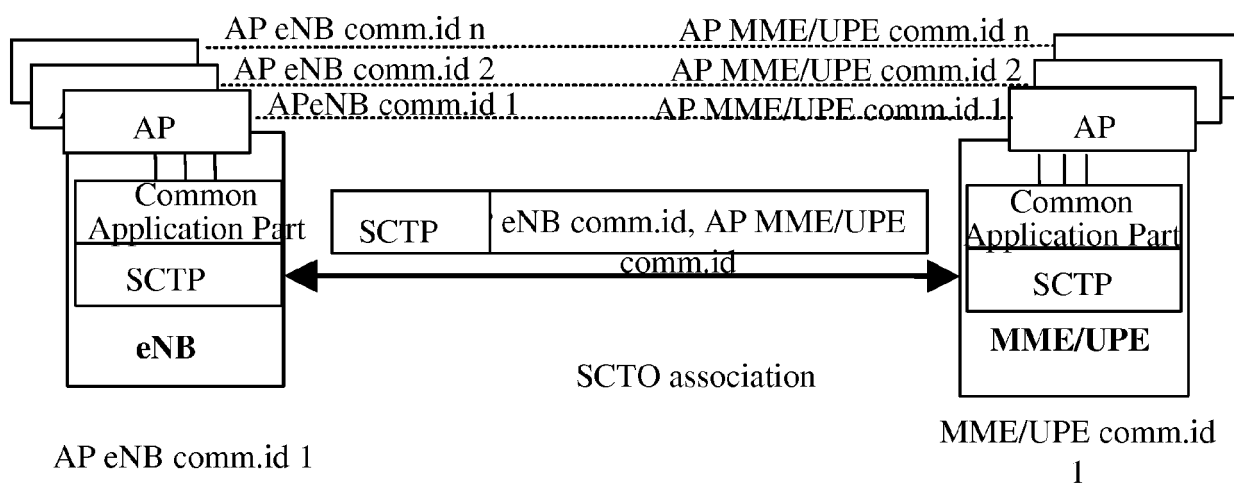 AP eNB comm.id n AP MME/UPE comm.id n
AP eNB comm.id 2 AP MME/UPE comm.id 2
APeNB comm.id 1 AP MME/UPE comm.id 1
AP AP
Common
Application Part
SCTP
eNB
SCTP
eNB comm.id, AP MME/UPE
comm.id
Common
Application Part
SCTP
MME/UPE
SCTO association
AP eNB comm.id 1
MME/UPE comm.id
1